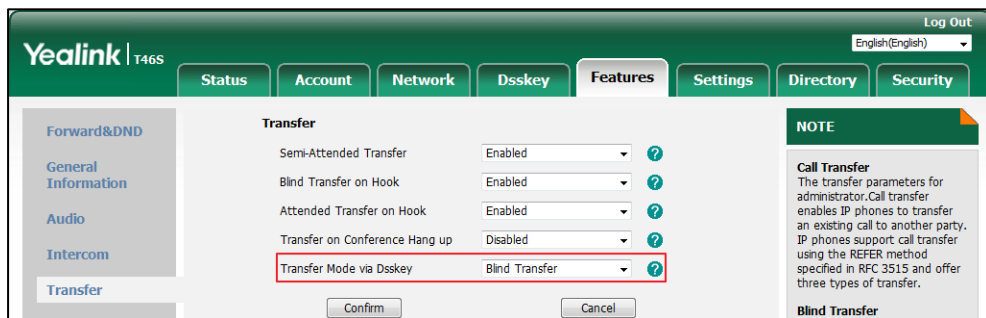 Log Out
Yealink T46S
English(English)
Status Account Network Dsskey Features Settings Directory Security
Forward&DND
General
Information
Audio
Intercom
Transfer
Transfer
Semi-Attended Transfer Enabled ?
Blind Transfer on Hook Enabled ?
Attended Transfer on Hook Enabled ?
Transfer on Conference Hang up Disabled ?
Transfer Mode via Dsskey Blind Transfer ?
Confirm Cancel
NOTE
Call Transfer
The transfer parameters for
administrator.Call transfer
enables IP phones to transfer
an existing call to another party.
IP phones support call transfer
using the REFER method
specified in RFC 3515 and offer
three types of transfer.
Blind Transfer